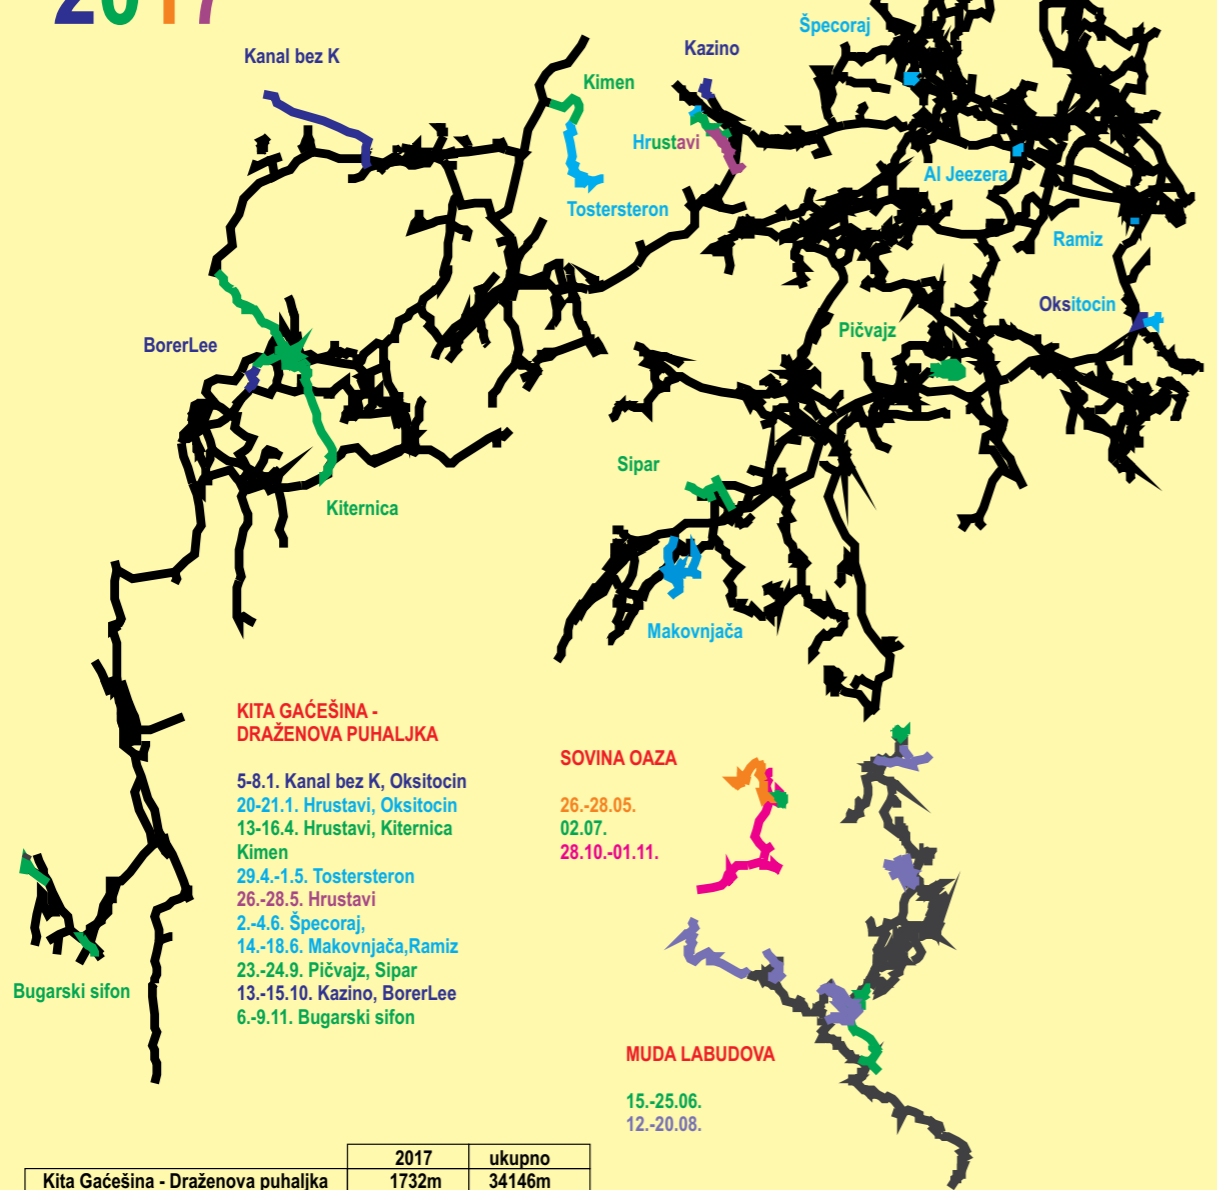 2017
Špecoraj
Kanal bez K
Kazino
Kimen
Hrustavi
Al Jeezera
Tostersteron
Ramiz
Oksitocin
Pičvajz
BorerLee
Sipar
Kiternica
Makovnjača
KITA GAĆEŠINA -
DRAŽENOVA PUHALJKA
5-8.1. Kanal bez K, Oksitocin
20-21.1. Hrustavi, Oksitocin
13-16.4. Hrustavi, Kiternica
Kimen
29.4.-1.5. Tostersteron
26.-28.5. Hrustavi
2.-4.6. Špecoraj,
14.-18.6. Makovnjača,Ramiz
23.-24.9. Pičvajz, Sipar
13.-15.10. Kazino, BorerLee
6.-9.11. Bugarski sifon
SOVINA OAZA
26.-28.05.
02.07.
28.10.-01.11.
Bugarski sifon
MUDA LABUDOVA
15.-25.06.
12.-20.08.
2017 ukupno
Kita Gaćešina - Draženova puhaljka 1732m 34146m